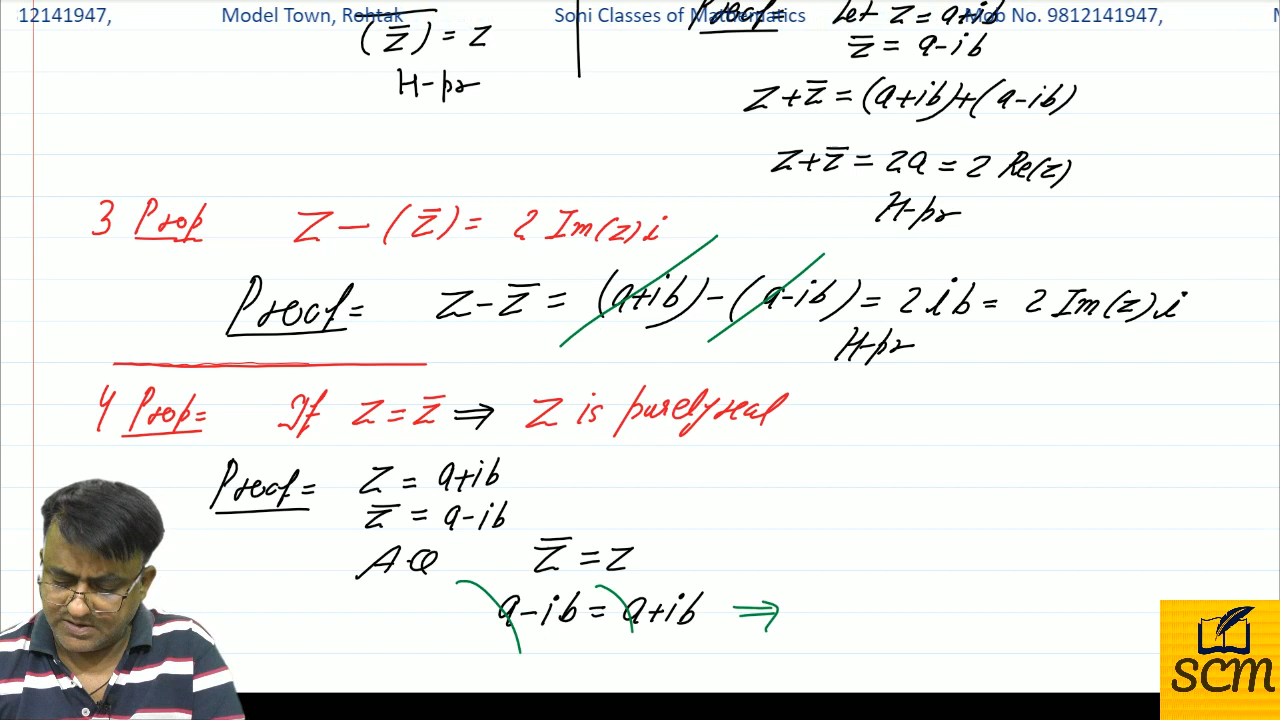 12141947, Model Town, Rohtak Soni Classes of Mathematics Mob No. 9812141947,
(z̅)̅ = z
H-pr
Proof= Let z = a+ib
z̅ = a-ib
z+z̅ = (a+ib)+(a-ib)
z+z̅ = 2a = 2 Re(z)
H-pr
3 Prop z - (z̅) = 2 Im(z)i
Proof= z-z̅ = (a+ib)-(a-ib) = 2ib = 2 Im(z)i
H-pr
4 Prop= If z = z̅ ⇒ z is purely real
Proof= z = a+ib
z̅ = a-ib
A·Q z̅ = z
a-ib = a+ib ⇒
SCM